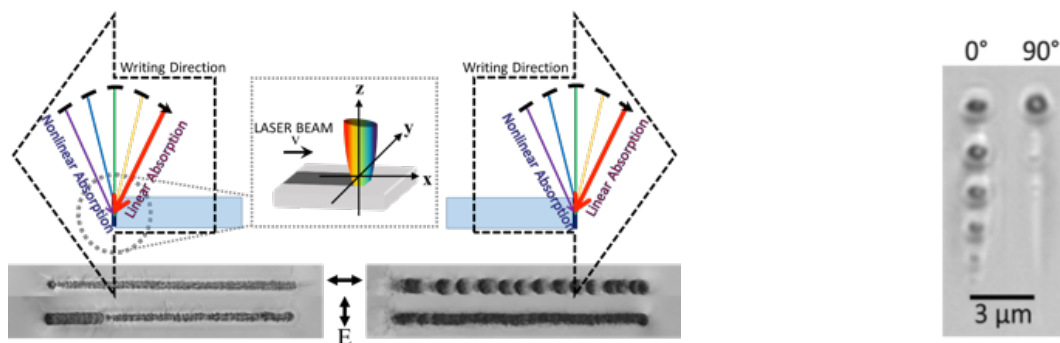 Writing Direction
Nonlinear Absorption
Linear Absorption
LASER BEAM
v
z
y
x
Writing Direction
Nonlinear Absorption
Linear Absorption
E
0° 90°
3 μm